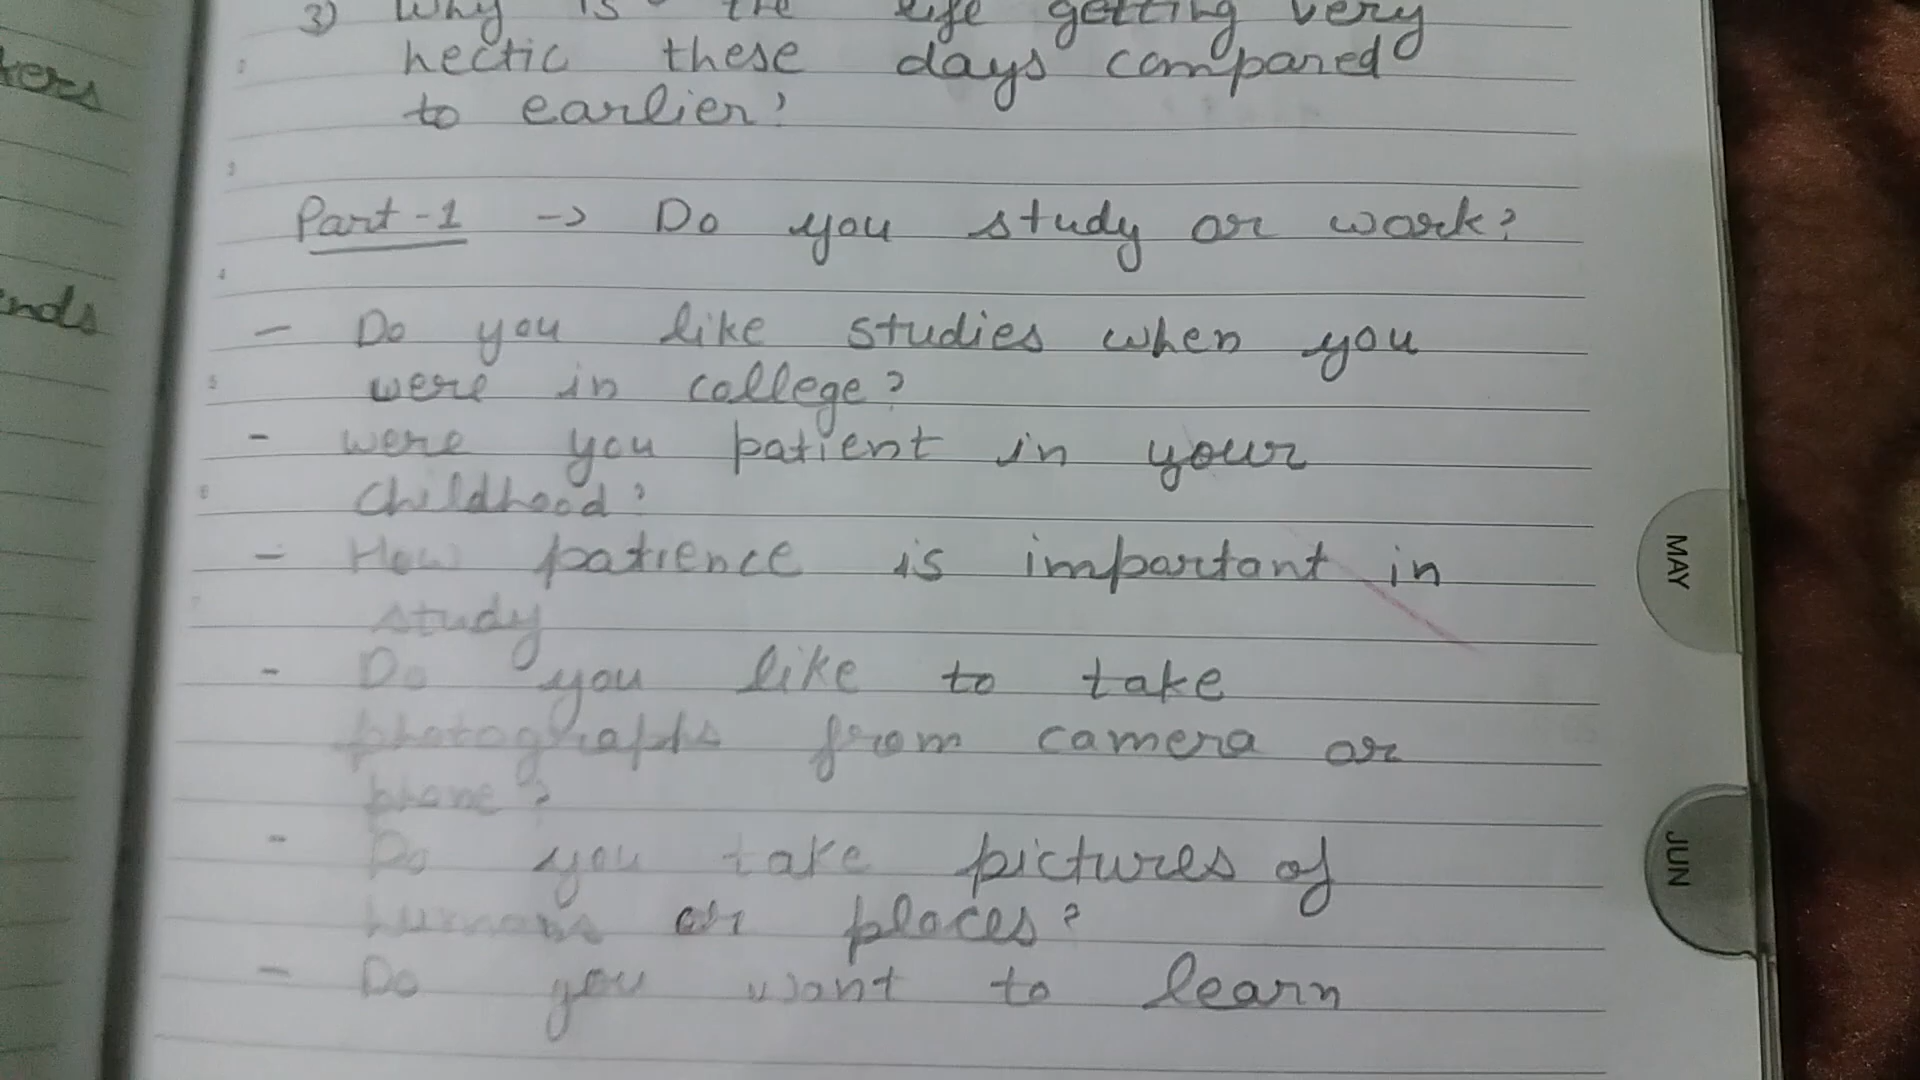 3) Why is the life getting very
hectic these days compared
to earlier?
Part-1 -> Do you study or work?
- Do you like studies when you
were in college?
- were you patient in your
childhood?
- How patience is important in
study
- Do you like to take
photographs from camera or
phone?
- Do you take pictures of
humans or places?
- Do you want to learn
nds
MAY
JUN